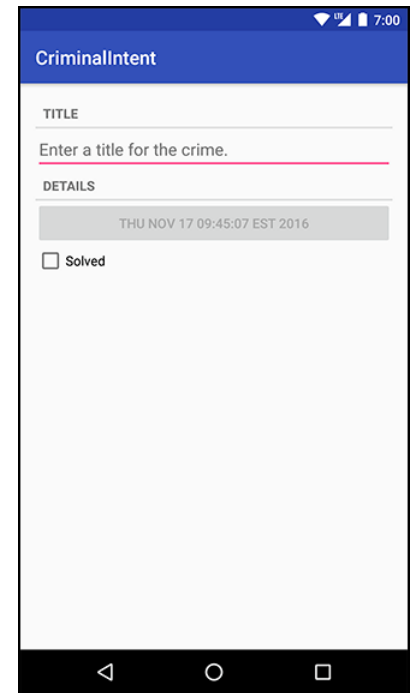 LTE 7:00
CriminalIntent
TITLE
Enter a title for the crime.
DETAILS
THU NOV 17 09:45:07 EST 2016
Solved